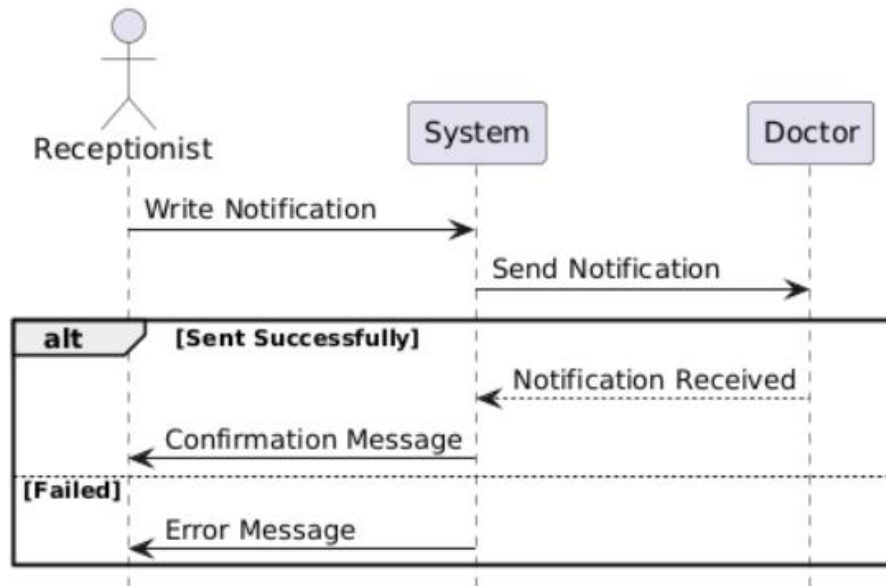 Receptionist
System
Doctor
Write Notification
Send Notification
alt
[Sent Successfully]
Notification Received
Confirmation Message
[Failed]
Error Message